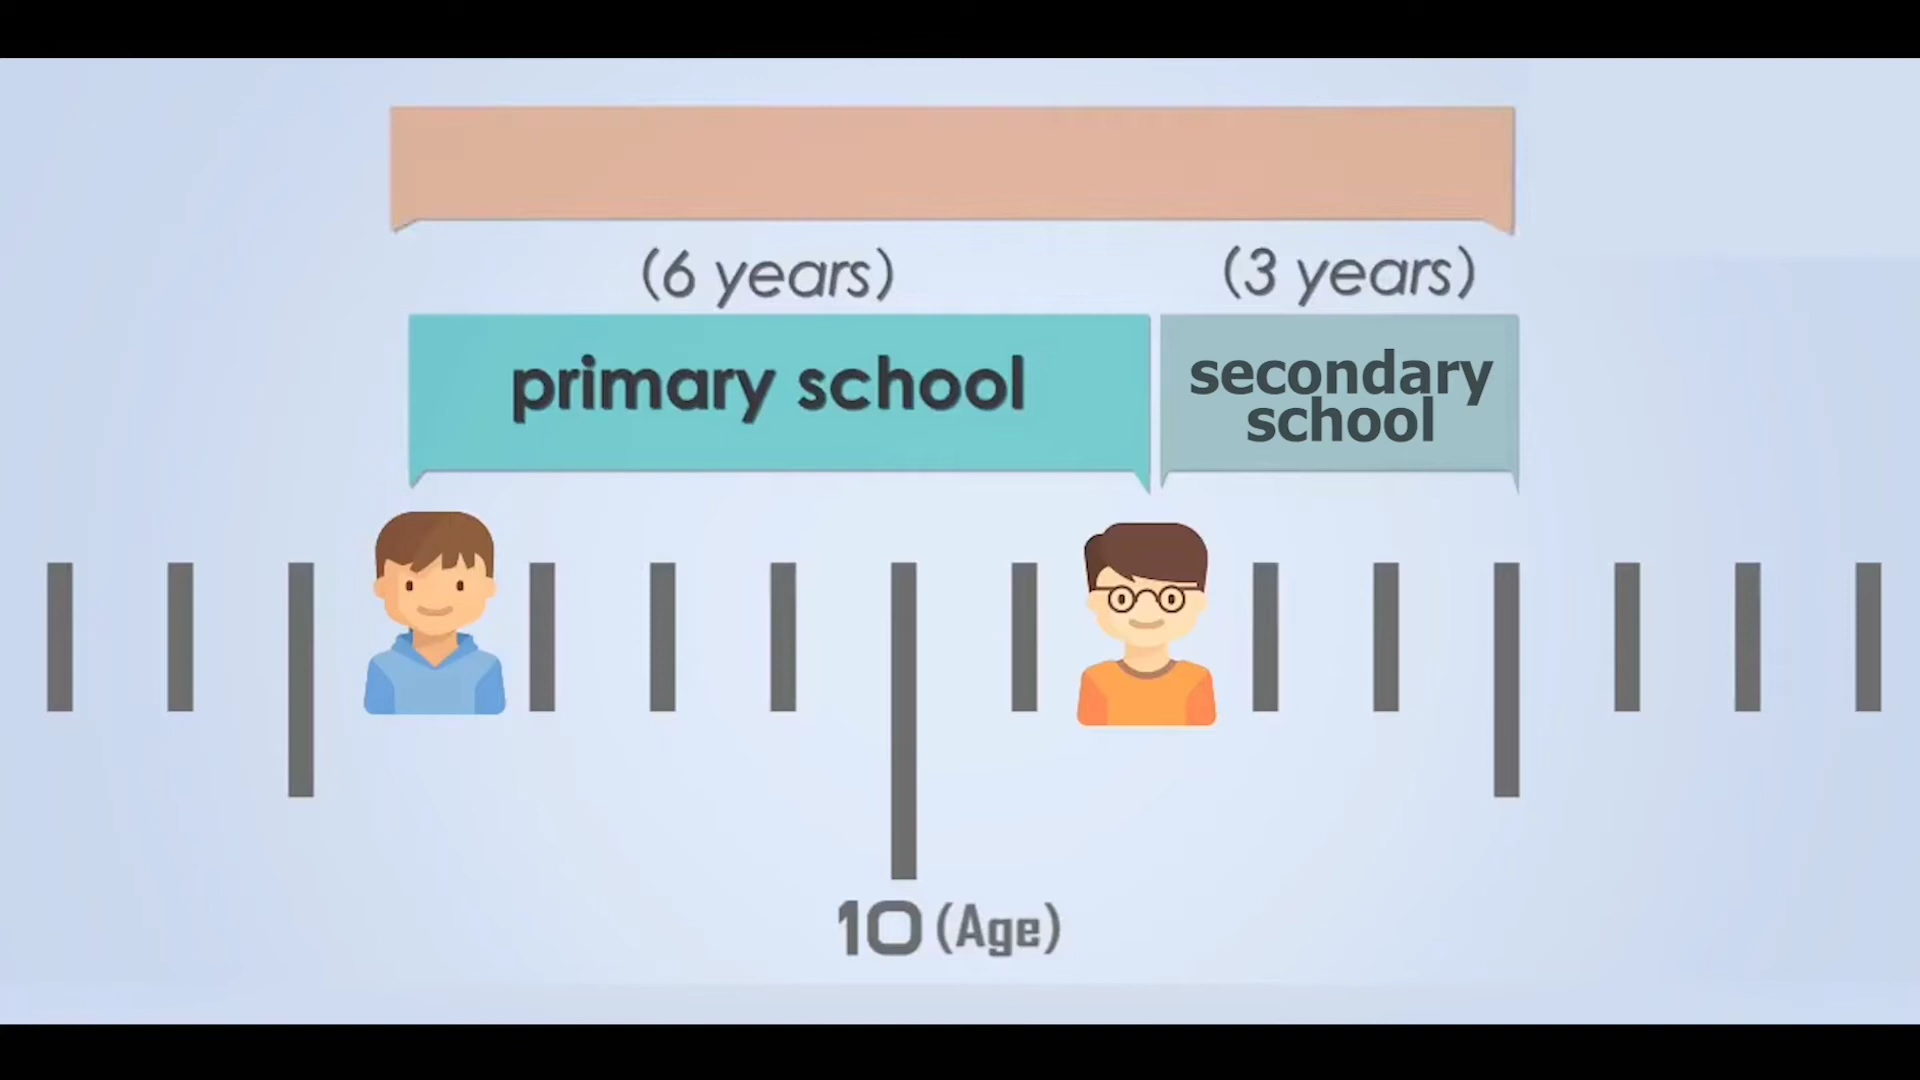 (6 years)
(3 years)
primary school
secondary
school
10 (Age)